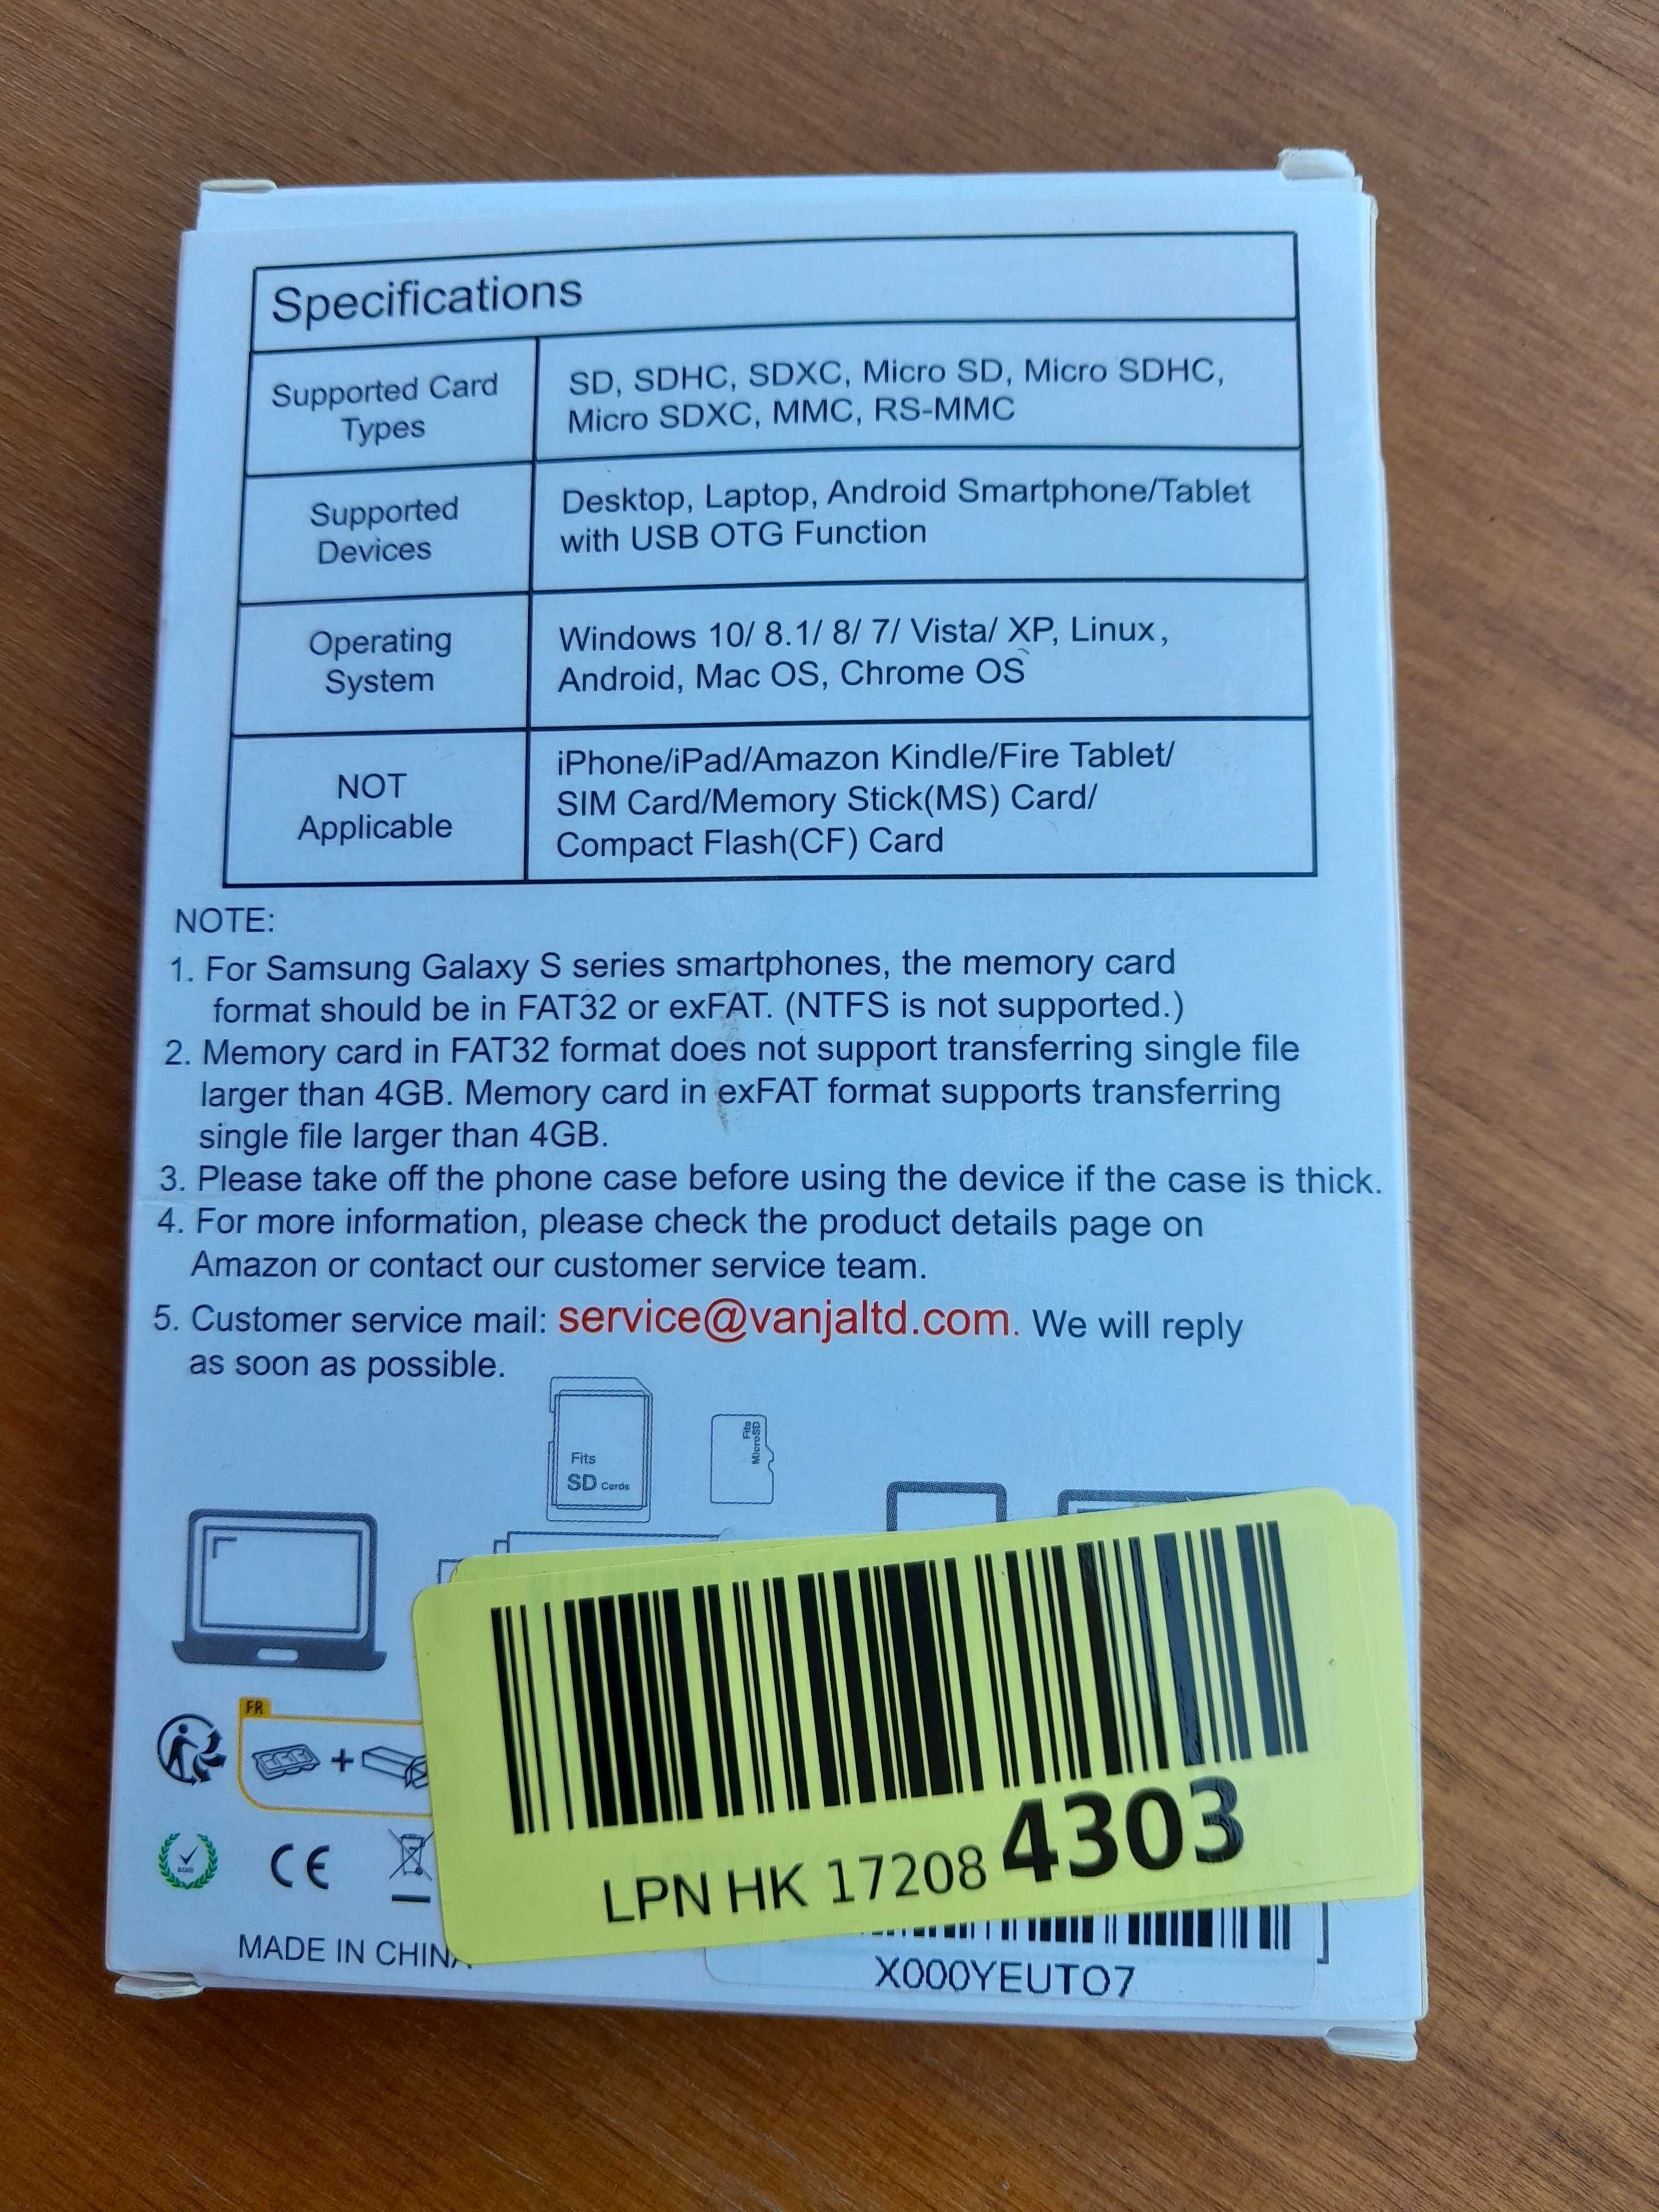 Specifications
Supported Card
Types
SD, SDHC, SDXC, Micro SD, Micro SDHC,
Micro SDXC, MMC, RS-MMC
Supported
Devices
Desktop, Laptop, Android Smartphone/Tablet
with USB OTG Function
Operating
System
Windows 10/ 8.1/ 8/ 7/ Vista/ XP, Linux,
Android, Mac OS, Chrome OS
NOT
Applicable
iPhone/iPad/Amazon Kindle/Fire Tablet/
SIM Card/Memory Stick(MS) Card/
Compact Flash(CF) Card
NOTE:
1. For Samsung Galaxy S series smartphones, the memory card
format should be in FAT32 or exFAT. (NTFS is not supported.)
2. Memory card in FAT32 format does not support transferring single file
larger than 4GB. Memory card in exFAT format supports transferring
single file larger than 4GB.
3. Please take off the phone case before using the device if the case is thick.
4. For more information, please check the product details page on
Amazon or contact our customer service team.
5. Customer service mail: service@vanjaltd.com. We will reply
as soon as possible.
Fits
SD Cards
Fits
MicroSD
FR
+
CE
LPN HK 17208 4303
MADE IN CHINA
X000YEUTO7